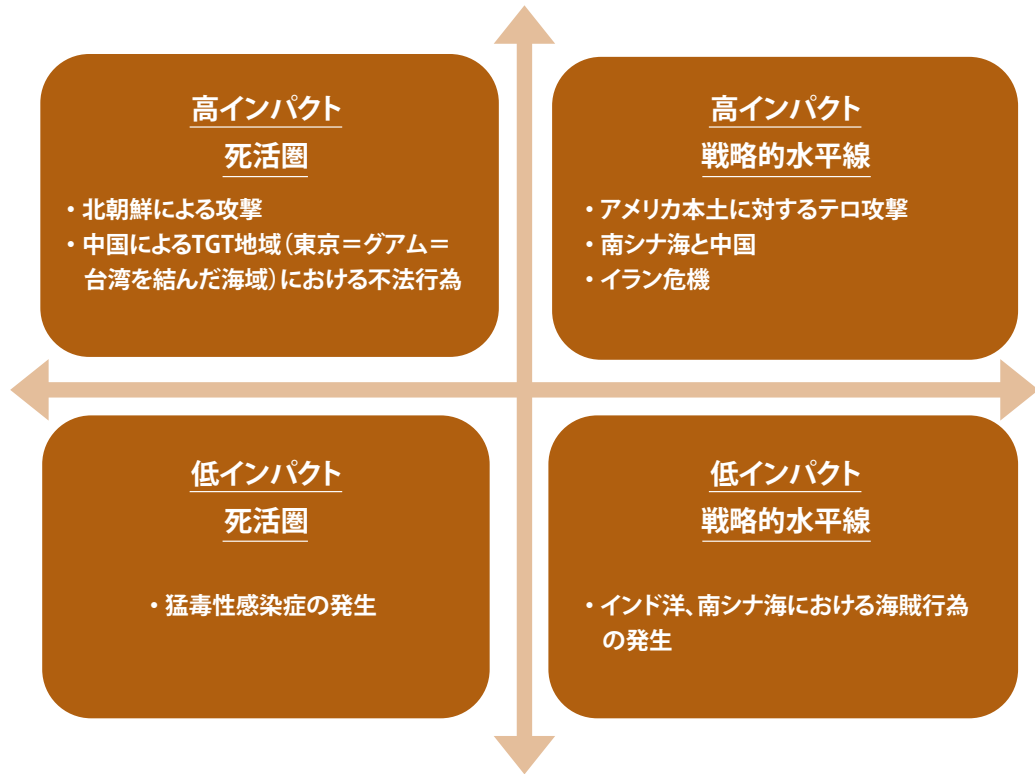 高インパクト
死活圏
・北朝鮮による攻撃
・中国によるTGT地域（東京＝グアム＝
台湾を結んだ海域）における不法行為
高インパクト
戦略的水平線
・アメリカ本土に対するテロ攻撃
・南シナ海と中国
・イラン危機
低インパクト
死活圏
・猛毒性感染症の発生
低インパクト
戦略的水平線
・インド洋、南シナ海における海賊行為
の発生